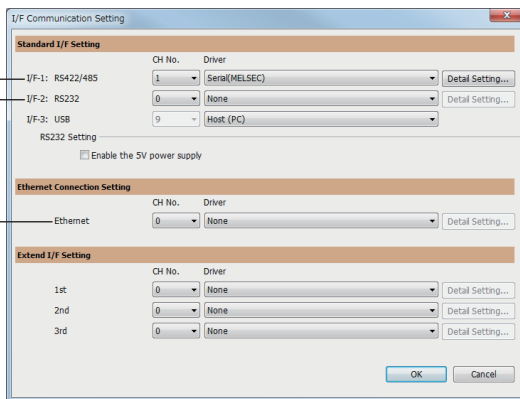 I/F Communication Setting
Standard I/F Setting
CH No. Driver
I/F-1: RS422/485 1 Serial(MELSEC) Detail Setting...
I/F-2: RS232 0 None Detail Setting...
I/F-3: USB 9 Host (PC)
RS232 Setting
Enable the 5V power supply
Ethernet Connection Setting
CH No. Driver
Ethernet 0 None Detail Setting...
Extend I/F Setting
CH No. Driver
1st 0 None Detail Setting...
2nd 0 None Detail Setting...
3rd 0 None Detail Setting...
OK Cancel